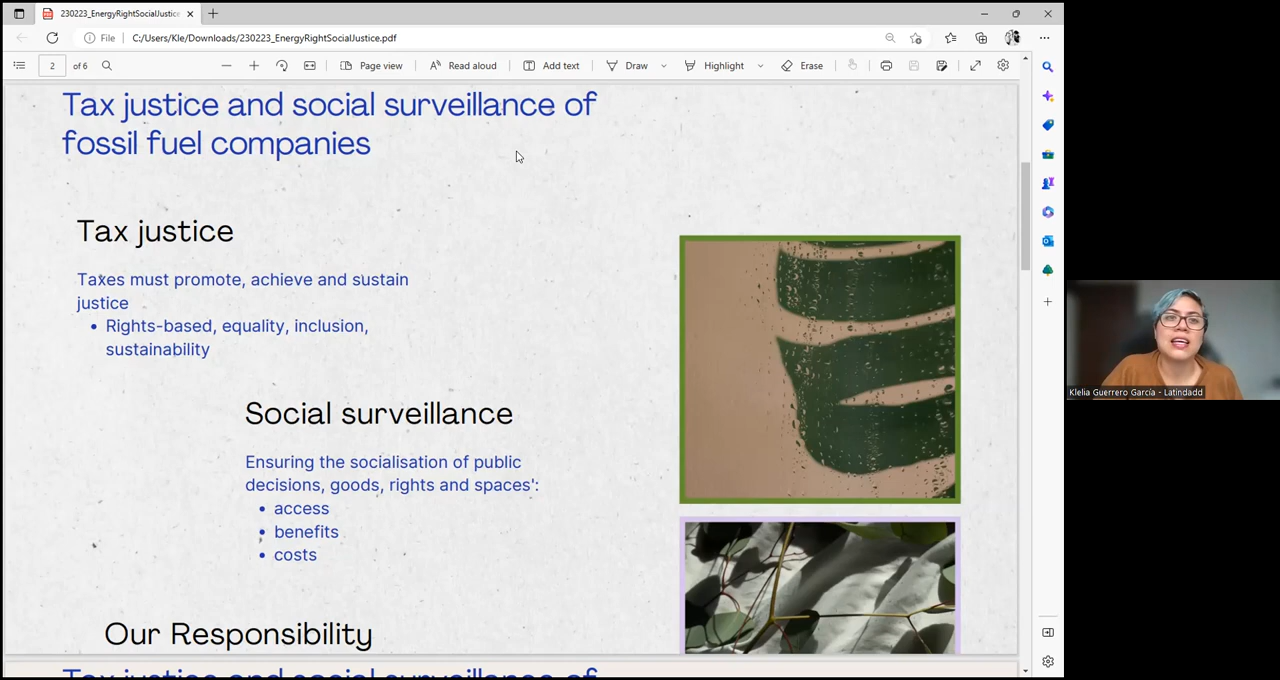 230223_EnergyRightSocialJustice
File
C:/Users/Kle/Downloads/230223_EnergyRightSocialJustice.pdf
2
of 6
Page view
Read aloud
Add text
Draw
Highlight
Erase
Tax justice and social surveillance of
fossil fuel companies
Tax justice
Taxes must promote, achieve and sustain
justice
• Rights-based, equality, inclusion,
sustainability
Social surveillance
Ensuring the socialisation of public
decisions, goods, rights and spaces':
• access
• benefits
• costs
Our Responsibility
Tax justice and social surveillance of
Klelia Guerrero García - Latindadd